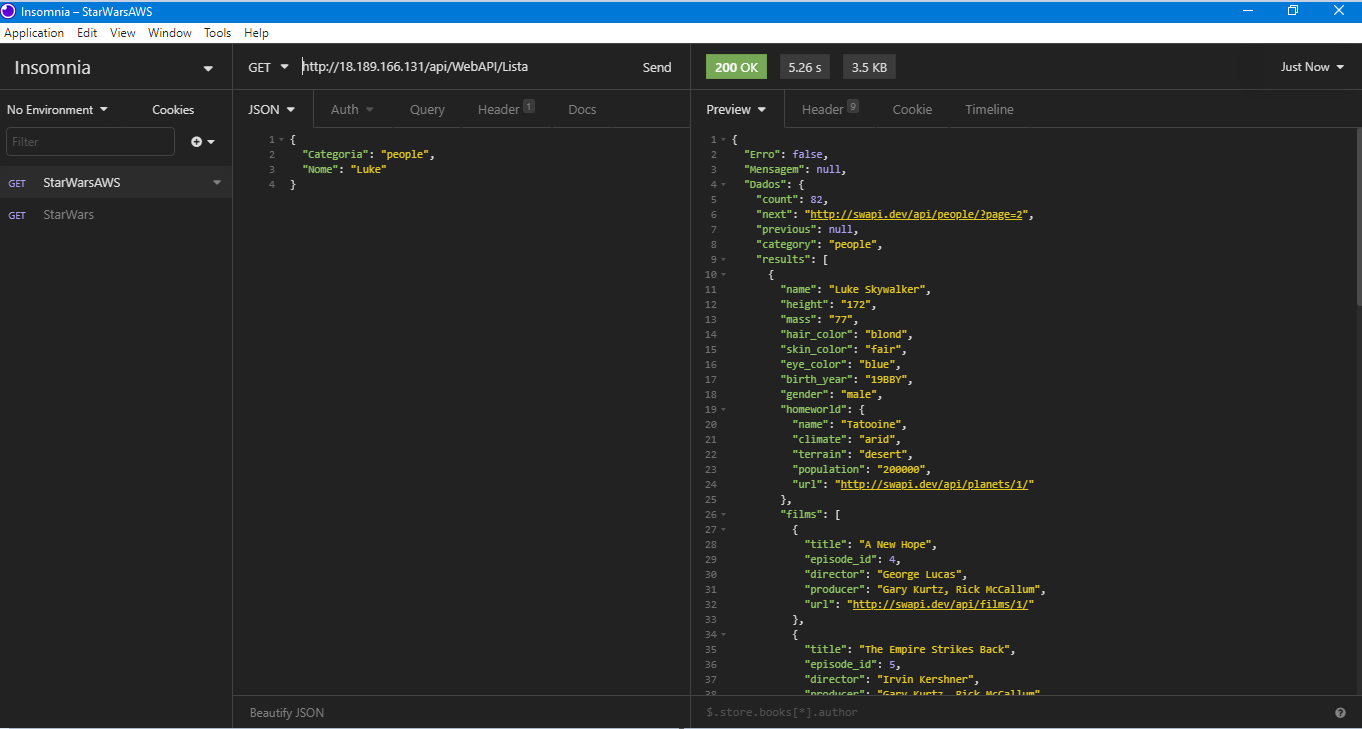 Insomnia – StarWarsAWS
Application Edit View Window Tools Help
Insomnia
GET http://18.189.166.131/api/WebAPI/Lista Send
200 OK 5.26 s 3.5 KB Just Now
No Environment Cookies
JSON Auth Query Header 1 Docs
Preview Header 9 Cookie Timeline
Filter
GET StarWarsAWS
GET StarWars
1 {
2 "Categoria": "people",
3 "Nome": "Luke"
4 }
1 {
2 "Erro": false,
3 "Mensagem": null,
4 "Dados": {
5 "count": 82,
6 "next": "http://swapi.dev/api/people/?page=2",
7 "previous": null,
8 "category": "people",
9 "results": [
10 {
11 "name": "Luke Skywalker",
12 "height": "172",
13 "mass": "77",
14 "hair_color": "blond",
15 "skin_color": "fair",
16 "eye_color": "blue",
17 "birth_year": "19BBY",
18 "gender": "male",
19 "homeworld": {
20 "name": "Tatooine",
21 "climate": "arid",
22 "terrain": "desert",
23 "population": "200000",
24 "url": "http://swapi.dev/api/planets/1/"
25 },
26 "films": [
27 {
28 "title": "A New Hope",
29 "episode_id": 4,
30 "director": "George Lucas",
31 "producer": "Gary Kurtz, Rick McCallum",
32 "url": "http://swapi.dev/api/films/1/"
33 },
34 {
35 "title": "The Empire Strikes Back",
36 "episode_id": 5,
37 "director": "Irvin Kershner",
38 "producer": "Gary Kurtz, Rick McCallum"
Beautify JSON
$.store.books[*].author